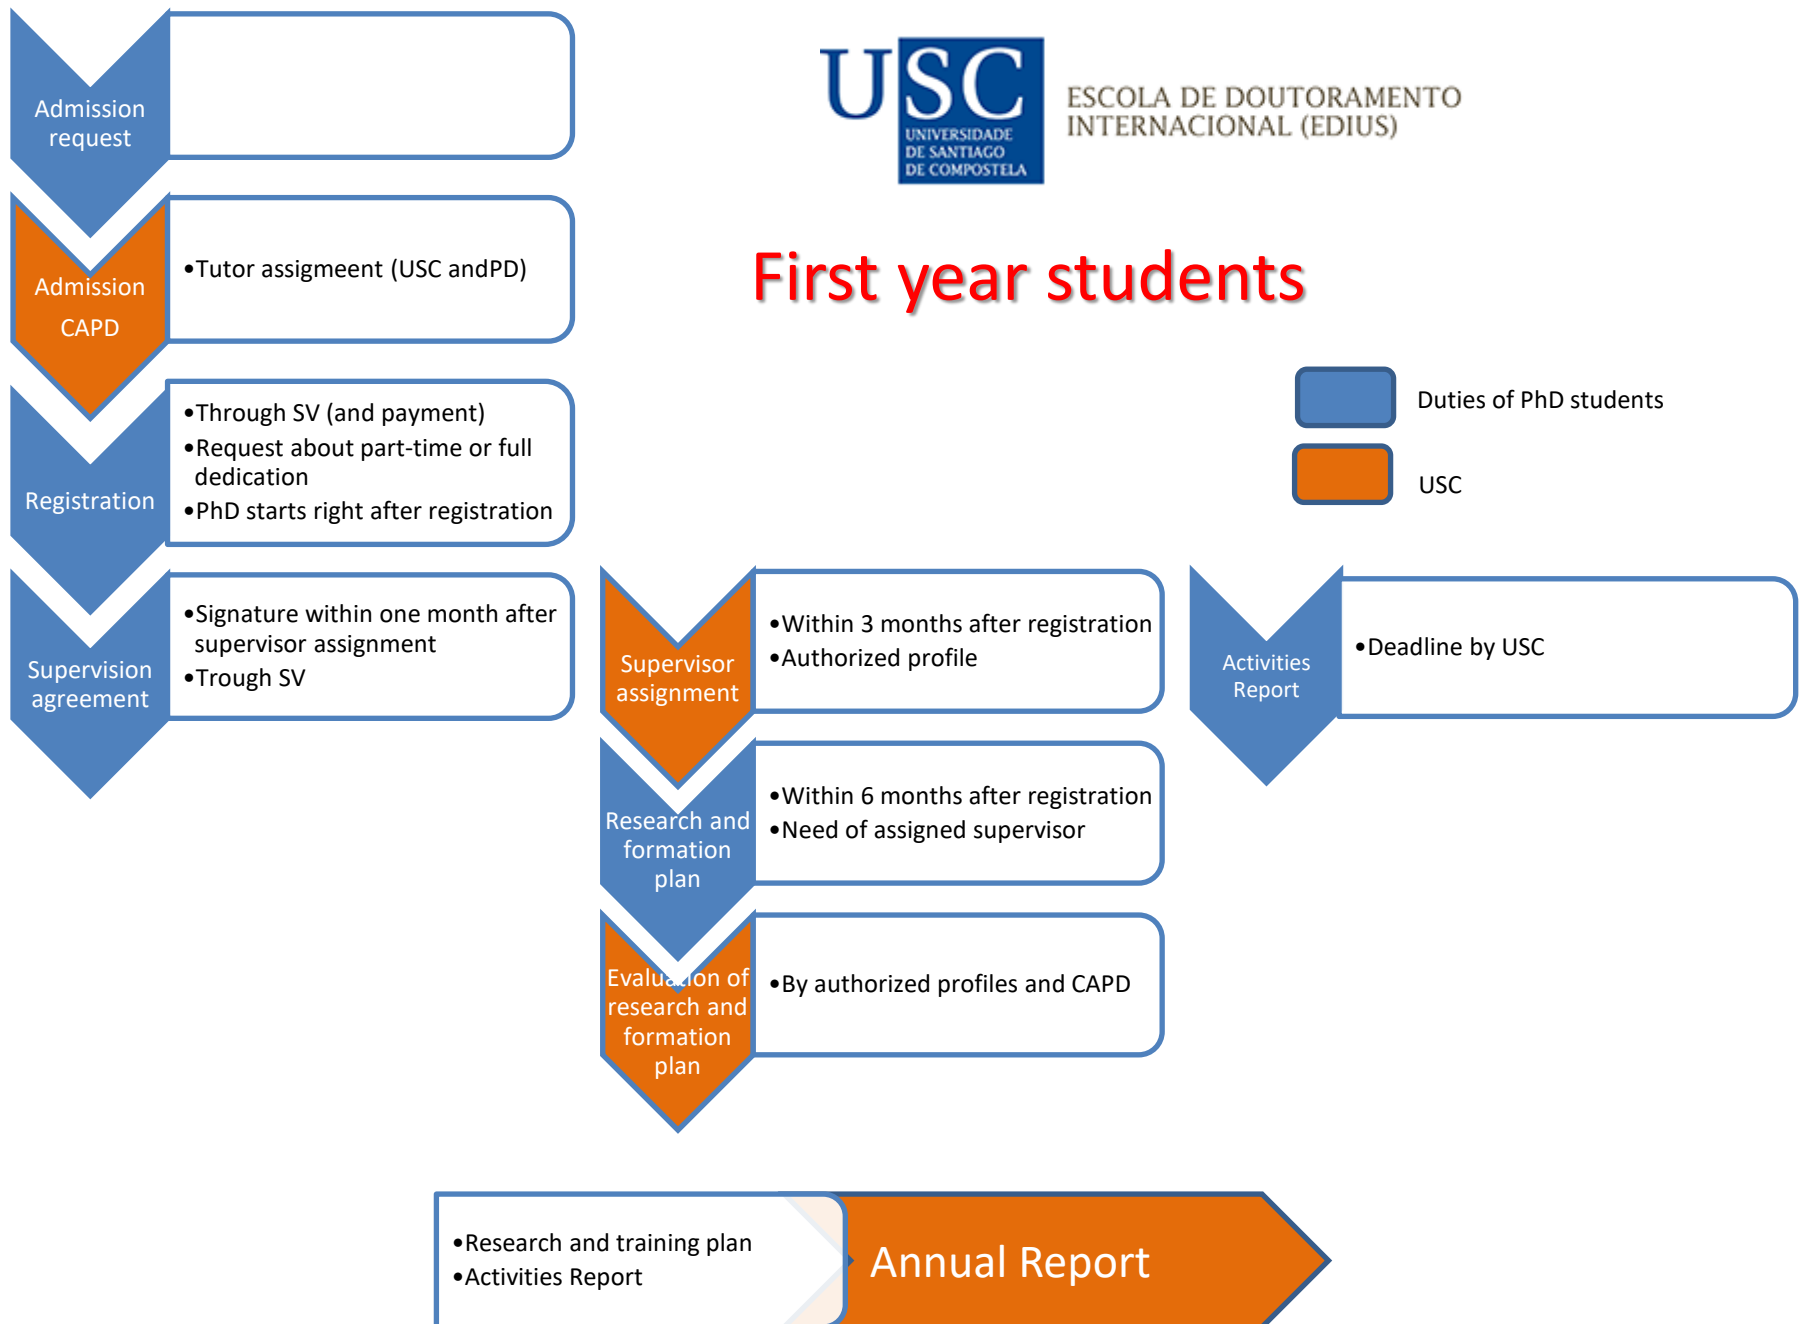 Admission
request
USC
UNIVERSIDADE
DE SANTIAGO
DE COMPOSTELA
ESCOLA DE DOUTORAMENTO
INTERNACIONAL (EDIUS)
First year students
Admission
CAPD
•Tutor assigmeent (USC andPD)
Registration
•Through SV (and payment)
•Request about part-time or full
dedication
•PhD starts right after registration
Duties of PhD students
USC
Supervision
agreement
•Signature within one month after
supervisor assignment
•Trough SV
Supervisor
assignment
•Within 3 months after registration
•Authorized profile
Research and
formation
plan
•Within 6 months after registration
•Need of assigned supervisor
Evaluation of
research and
formation
plan
•By authorized profiles and CAPD
Activities
Report
•Deadline by USC
•Research and training plan
•Activities Report
Annual Report